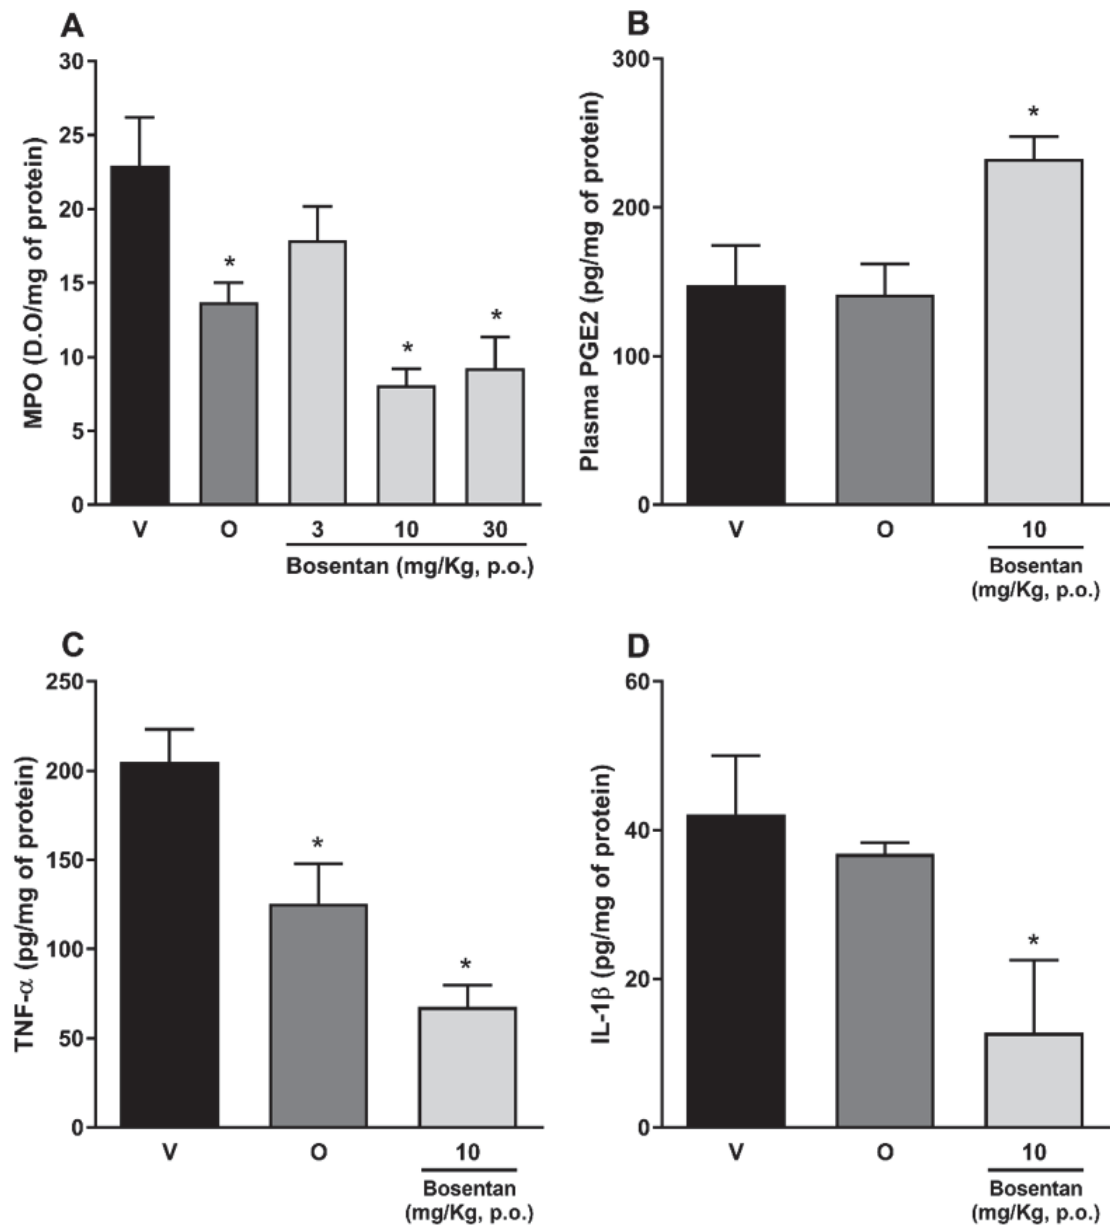 A
MPO (D.O/mg of protein)
30
25
20
15
10
5
0
*
*
*
V O 3 10 30
Bosentan (mg/Kg, p.o.)
B
Plasma PGE2 (pg/mg of protein)
300
200
100
0
*
V O 10
Bosentan
(mg/Kg, p.o.)
C
TNF-α (pg/mg of protein)
250
200
150
100
50
0
*
*
V O 10
Bosentan
(mg/Kg, p.o.)
D
IL-1β (pg/mg of protein)
60
40
20
0
*
V O 10
Bosentan
(mg/Kg, p.o.)